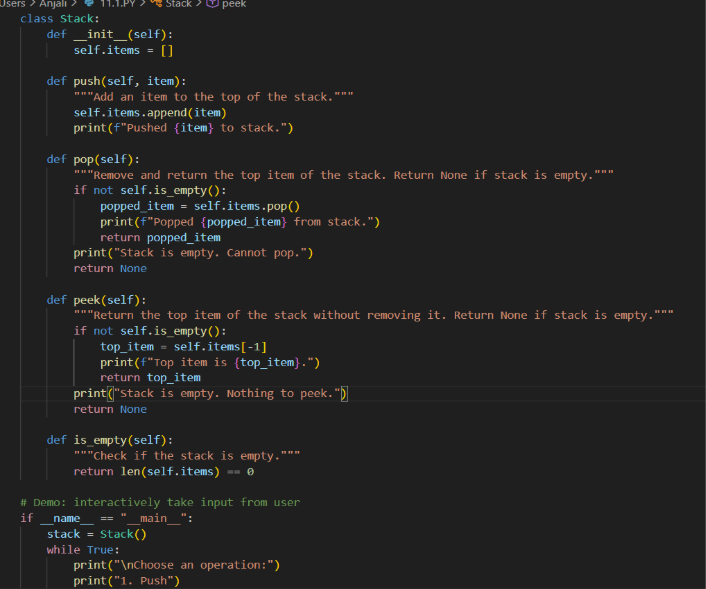 Users > Anjali > 11.1.PY > Stack > peek
class Stack:
    def __init__(self):
        self.items = []

    def push(self, item):
        """Add an item to the top of the stack."""
        self.items.append(item)
        print(f"Pushed {item} to stack.")

    def pop(self):
        """Remove and return the top item of the stack. Return None if stack is empty."""
        if not self.is_empty():
            popped_item = self.items.pop()
            print(f"Popped {popped_item} from stack.")
            return popped_item
        print("Stack is empty. Cannot pop.")
        return None

    def peek(self):
        """Return the top item of the stack without removing it. Return None if stack is empty."""
        if not self.is_empty():
            top_item = self.items[-1]
            print(f"Top item is {top_item}.")
            return top_item
        print("Stack is empty. Nothing to peek.")
        return None

    def is_empty(self):
        """Check if the stack is empty."""
        return len(self.items) == 0

# Demo: interactively take input from user
if __name__ == "__main__":
    stack = Stack()
    while True:
        print("\nChoose an operation:")
        print("1. Push")